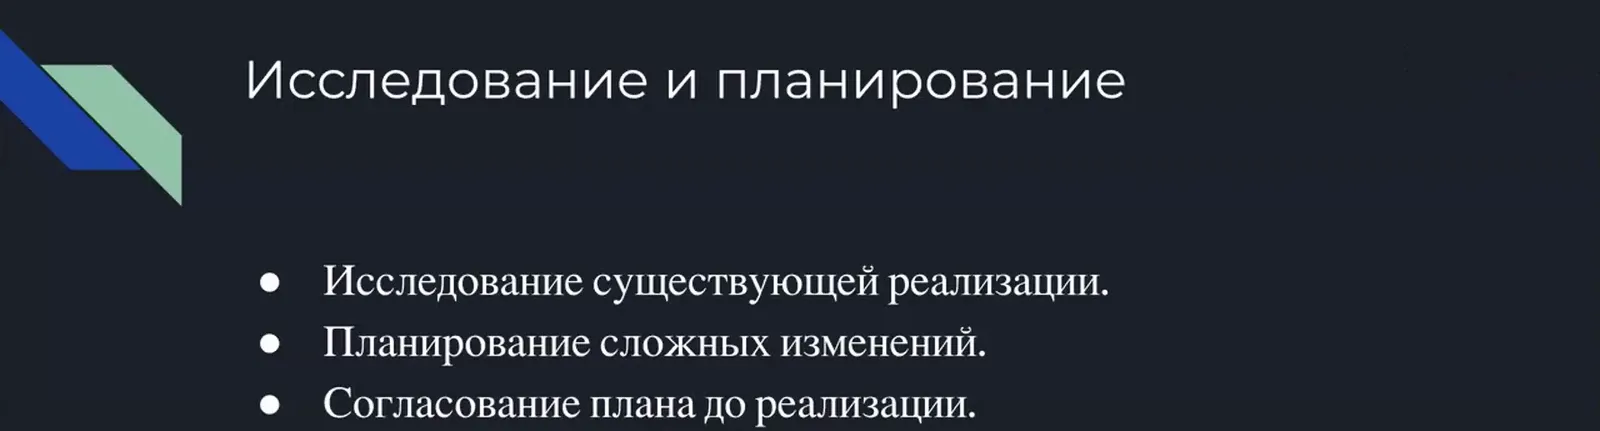 Исследование и планирование
● Исследование существующей реализации.
● Планирование сложных изменений.
● Согласование плана до реализации.